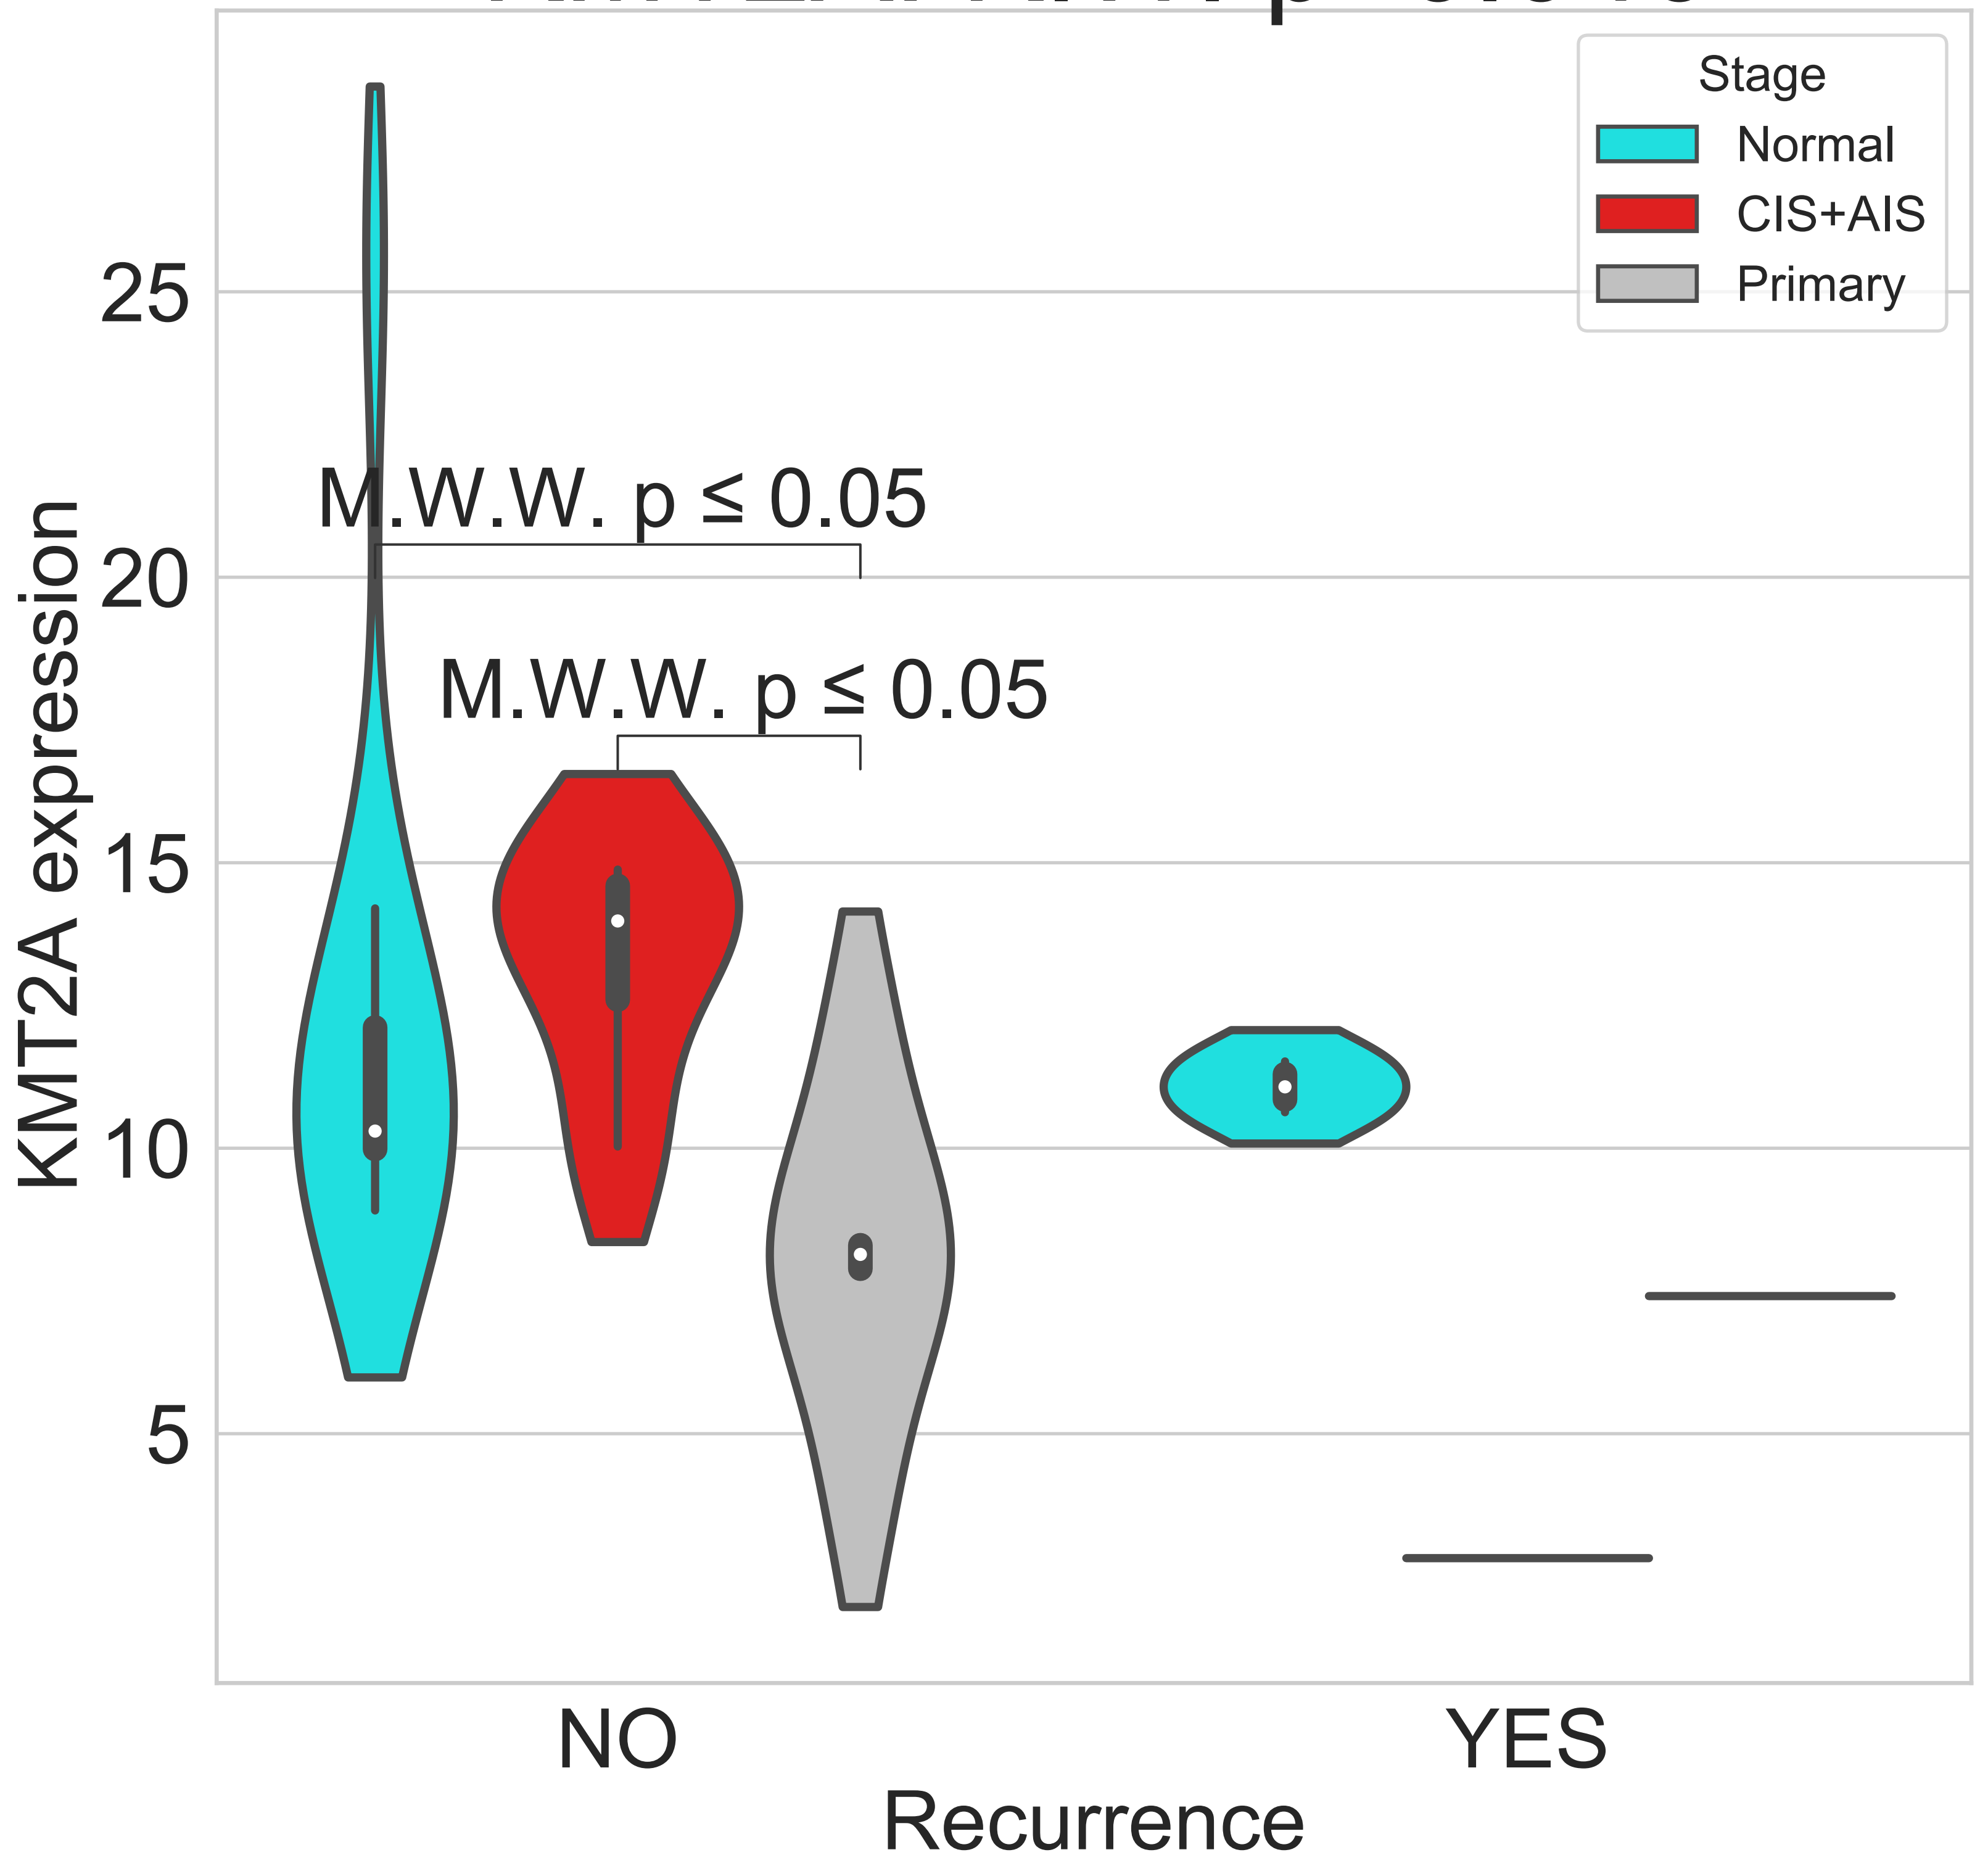 Stage
Normal
CIS+AIS
Primary
25
20
15
10
5
KMT2A expression
M.W.W. p ≤ 0.05
M.W.W. p ≤ 0.05
NO
YES
Recurrence